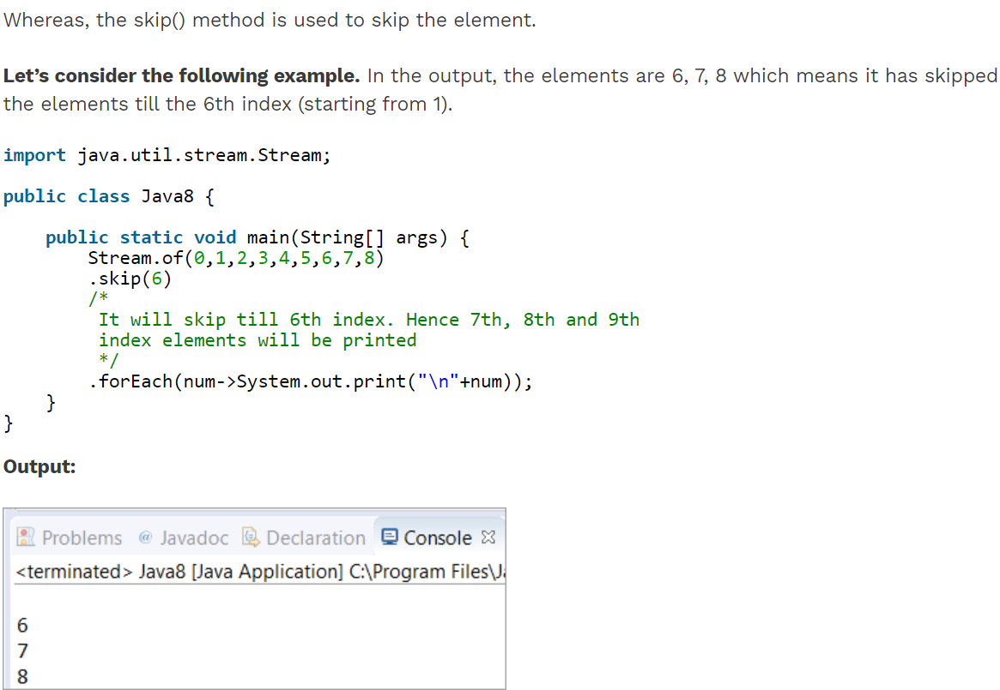 Whereas, the skip() method is used to skip the element.
Let’s consider the following example. In the output, the elements are 6, 7, 8 which means it has skipped
the elements till the 6th index (starting from 1).
import java.util.stream.Stream;
public class Java8 {
    public static void main(String[] args) {
        Stream.of(0,1,2,3,4,5,6,7,8)
        .skip(6)
        /*
         It will skip till 6th index. Hence 7th, 8th and 9th
         index elements will be printed
         */
        .forEach(num->System.out.print("\n"+num));
    }
}
Output:
Problems @ Javadoc Declaration Console
<terminated> Java8 [Java Application] C:\Program Files\J
6
7
8